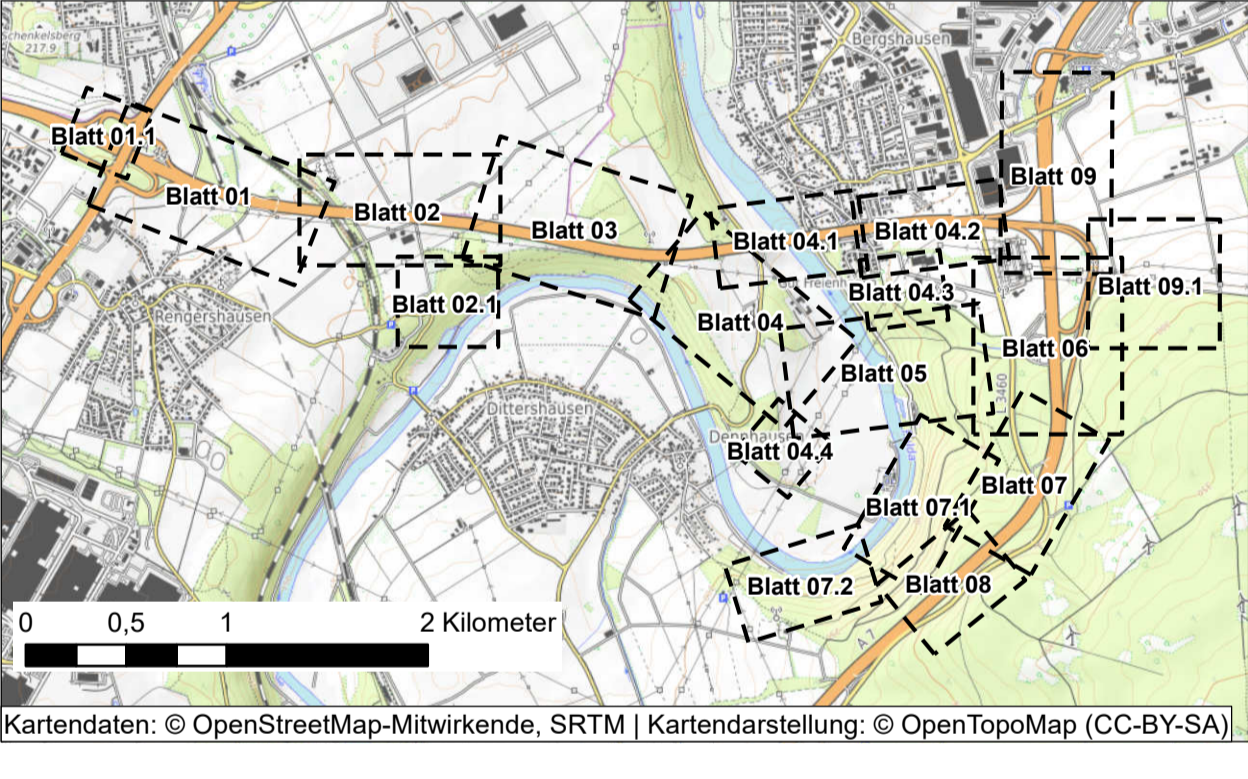 Schenkelsberg
217.9
Bergshausen
Blatt 01.1
Blatt 09
Blatt 01
Blatt 02
Blatt 03
Blatt 04.1
Blatt 04.2
Gut Freienh
Blatt 04.3
Blatt 09.1
Blatt 02.1
Rengershausen
Blatt 04
Blatt 06
Blatt 05
L 3460
Dittershausen
Dennhausen
Blatt 04.4
Fulda
Blatt 07
Blatt 07.1
Blatt 07.2
Blatt 08
A 7
0 0,5 1 2 Kilometer
Kartendaten: © OpenStreetMap-Mitwirkende, SRTM | Kartendarstellung: © OpenTopoMap (CC-BY-SA)